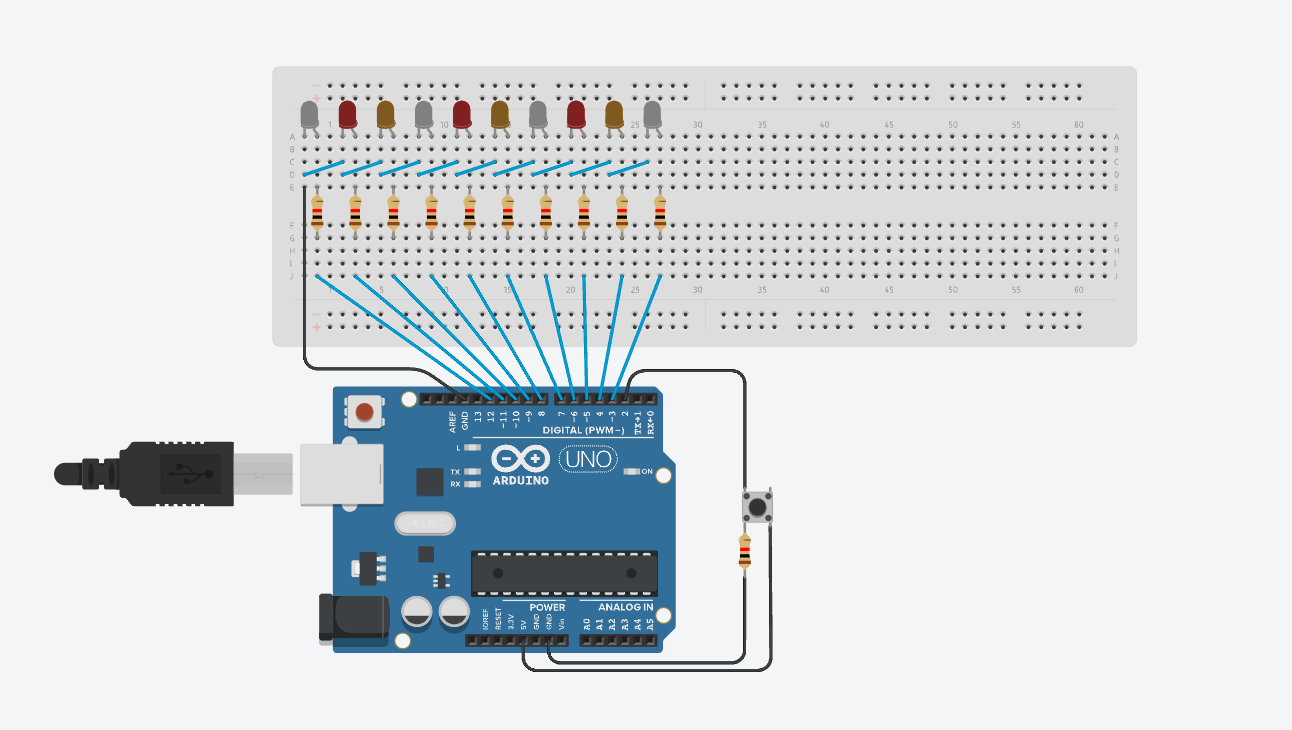 - -
+ +
1 10 25 30 35 40 45 50 55 60
A A
B B
C C
D D
E E
F F
G G
H H
I I
J J
1 5 10 15 20 25 30 35 40 45 50 55 60
- -
+ +
AREF GND 13 12 ~11 ~10 ~9 8 7 ~6 ~5 4 ~3 2 TX→1 RX←0
DIGITAL (PWM~)
L
TX
RX
ARDUINO
UNO
ON
POWER
ANALOG IN
IOREF RESET 3.3V 5V GND GND Vin A0 A1 A2 A3 A4 A5